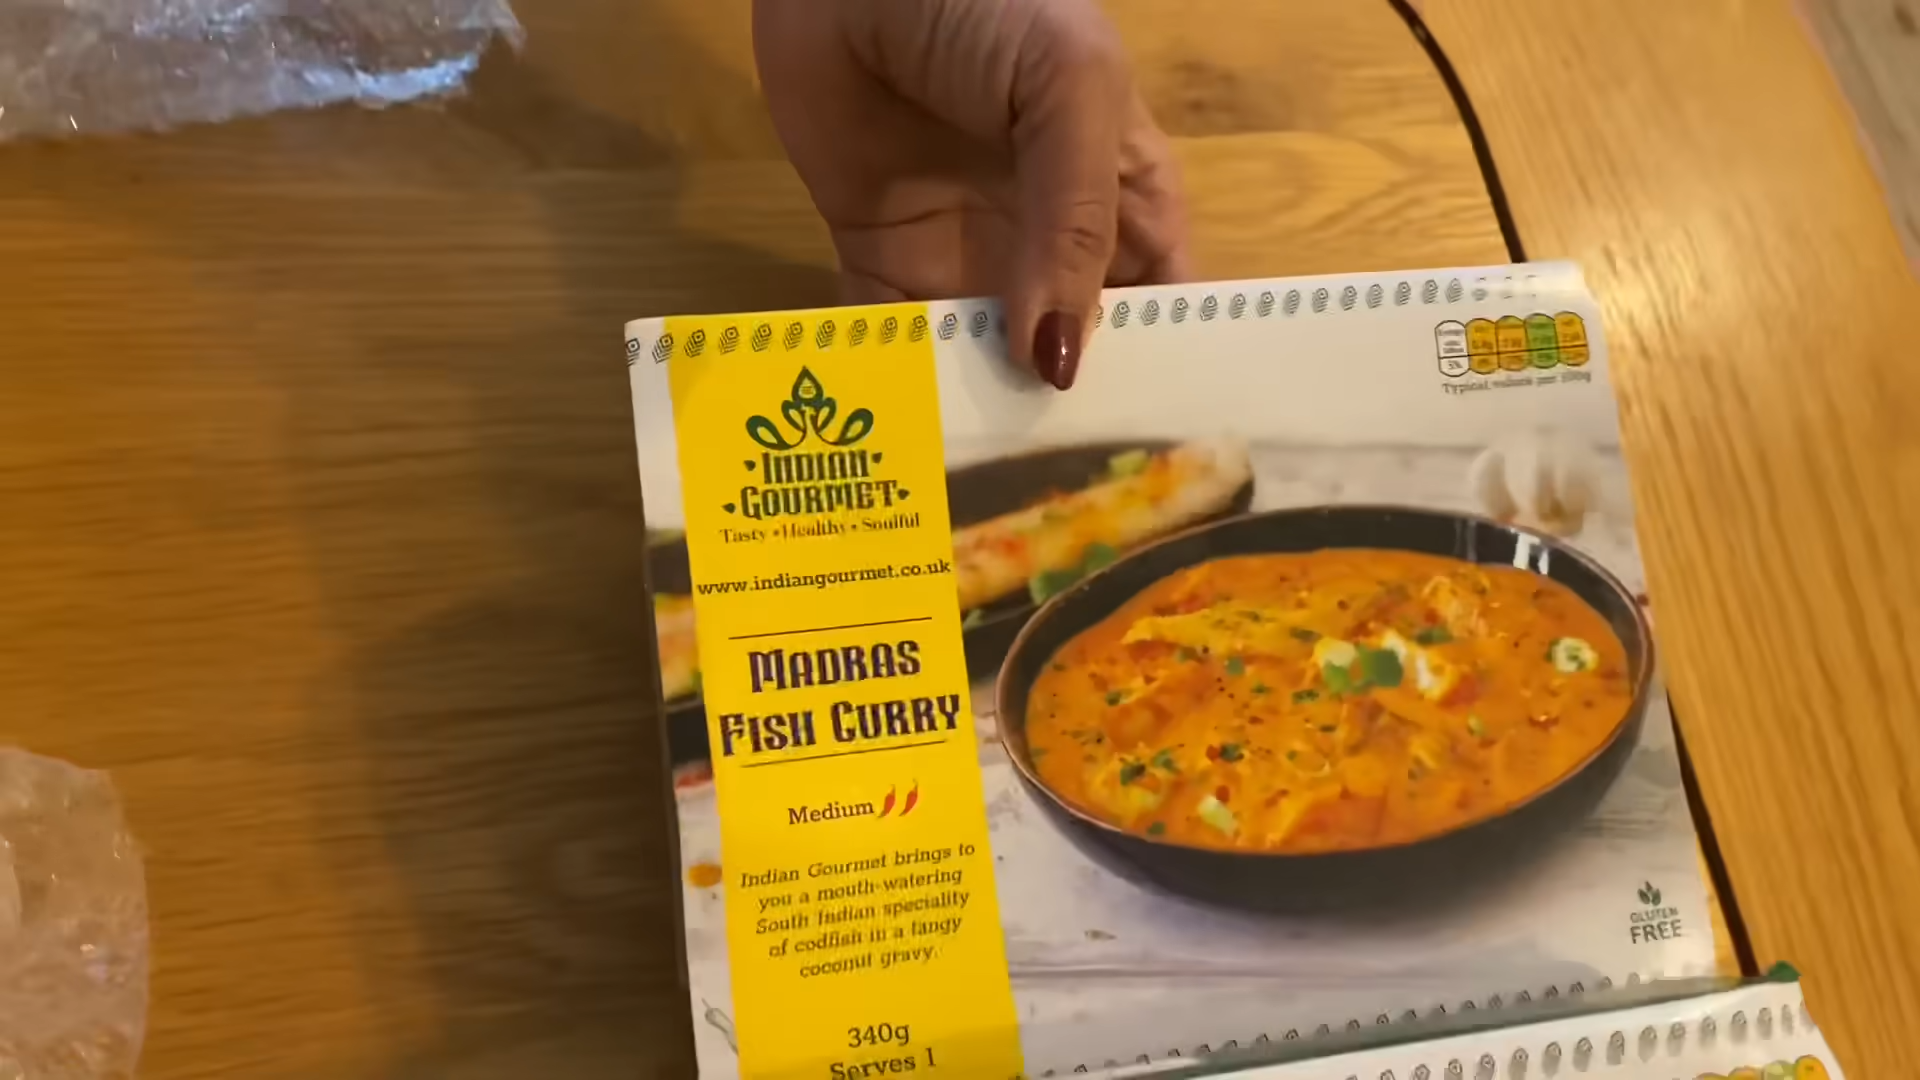 INDIAN
GOURMET
Tasty • Healthy • Soulful
www.indiangourmet.co.uk
MADRAS
FISH CURRY
Medium
Indian Gourmet brings to
you a mouth-watering
South Indian speciality
of codfish in a tangy
coconut gravy.
340g
Serves 1
Typical values per 100g
GLUTEN
FREE